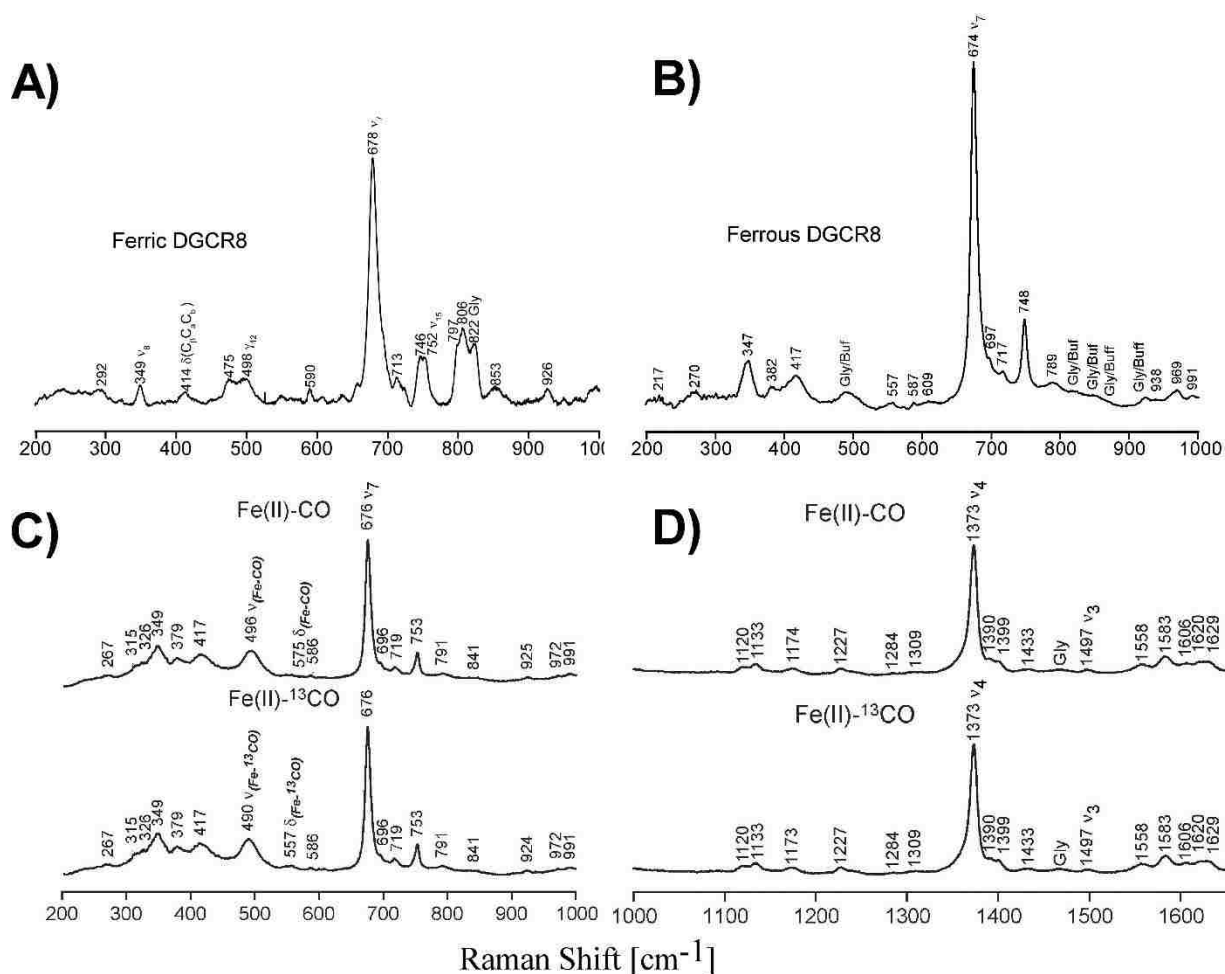 A)
678 ν7
Ferric DGCR8
292
349 ν8
414 δ(CβCaCb)
475
498 γ12
590
713
746
752 ν15
797
806
822 Gly
853
926
200 300 400 500 600 700 800 900
B)
674 ν7
Ferrous DGCR8
217
270
347
382
417
Gly/Buf
557
587
609
697
717
748
789
Gly/Buf
Gly/Buf
Gly/Buff
Gly/Buff
938
969
991
200 300 400 500 600 700 800 900 1000
C)
Fe(II)-CO
676 ν7
267
315
326
349
379
417
496 ν(Fe-CO)
575 δ(Fe-CO)
586
696
719
753
791
841
925
972
991
Fe(II)-13CO
676
267
315
326
349
379
417
490 ν(Fe-13CO)
557 δ(Fe-13CO)
586
696
719
753
791
841
924
972
991
200 300 400 500 600 700 800 900 1000
D)
Fe(II)-CO
1373 ν4
1120
1133
1174
1227
1284
1309
1390
1399
1433
Gly
1497 ν3
1558
1583
1606
1620
1629
Fe(II)-13CO
1373 ν4
1120
1133
1173
1227
1284
1309
1390
1399
1433
Gly
1497 ν3
1558
1583
1606
1620
1629
1000 1100 1200 1300 1400 1500 1600
Raman Shift [cm-1]